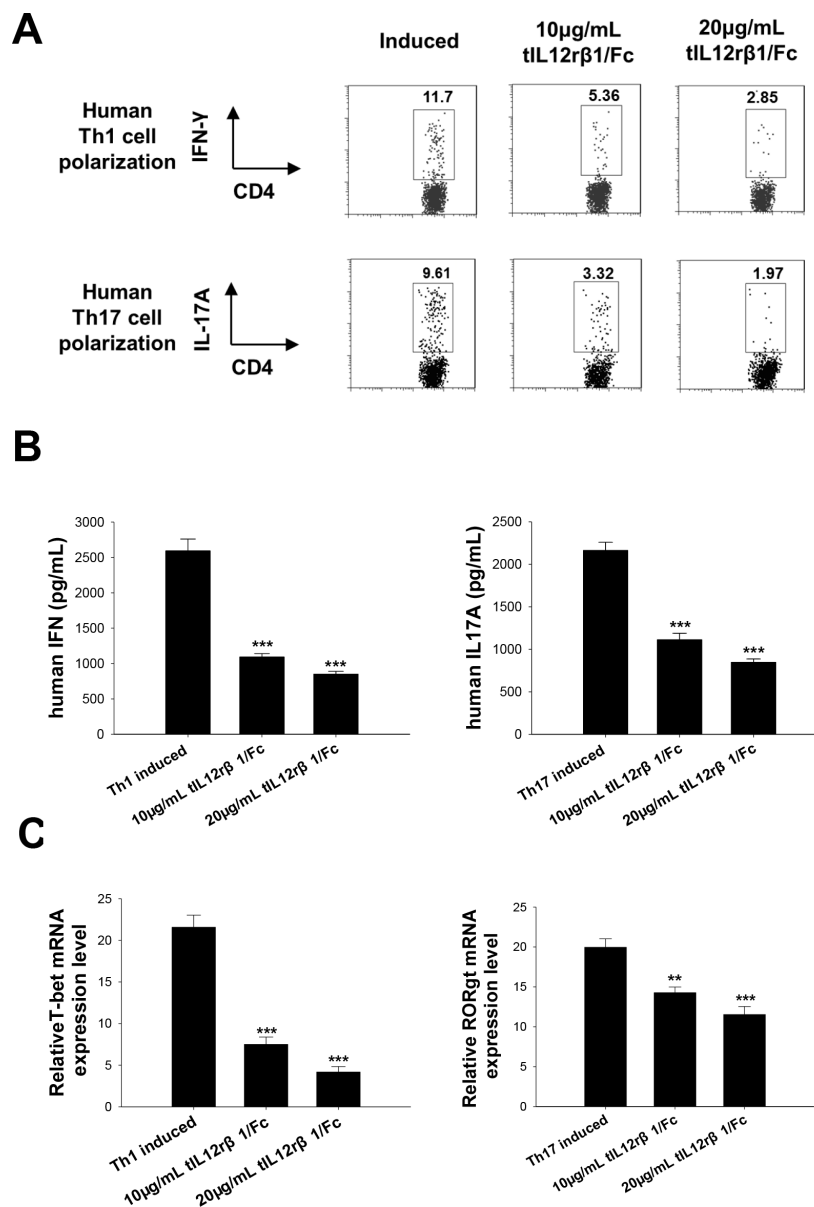 A
Induced
10µg/mL
tIL12rβ1/Fc
20µg/mL
tIL12rβ1/Fc
Human
Th1 cell
polarization
IFN-γ
CD4
11.7
5.36
2.85
Human
Th17 cell
polarization
IL-17A
CD4
9.61
3.32
1.97
B
human IFN (pg/mL)
3000
2500
2000
1500
1000
500
0
***
***
Th1 induced
10µg/mL tIL12rβ 1/Fc
20µg/mL tIL12rβ 1/Fc
human IL17A (pg/mL)
2500
2000
1500
1000
500
0
***
***
Th17 induced
10µg/mL tIL12rβ 1/Fc
20µg/mL tIL12rβ 1/Fc
C
RelativeT-bet mRNA
expression level
25
20
15
10
5
0
***
***
Th1 induced
10µg/mL tIL12rβ 1/Fc
20µg/mL tIL12rβ 1/Fc
Relative RORgt mRNA
expression level
25
20
15
10
5
0
**
***
Th17 induced
10µg/mL tIL12rβ 1/Fc
20µg/mL tIL12rβ 1/Fc